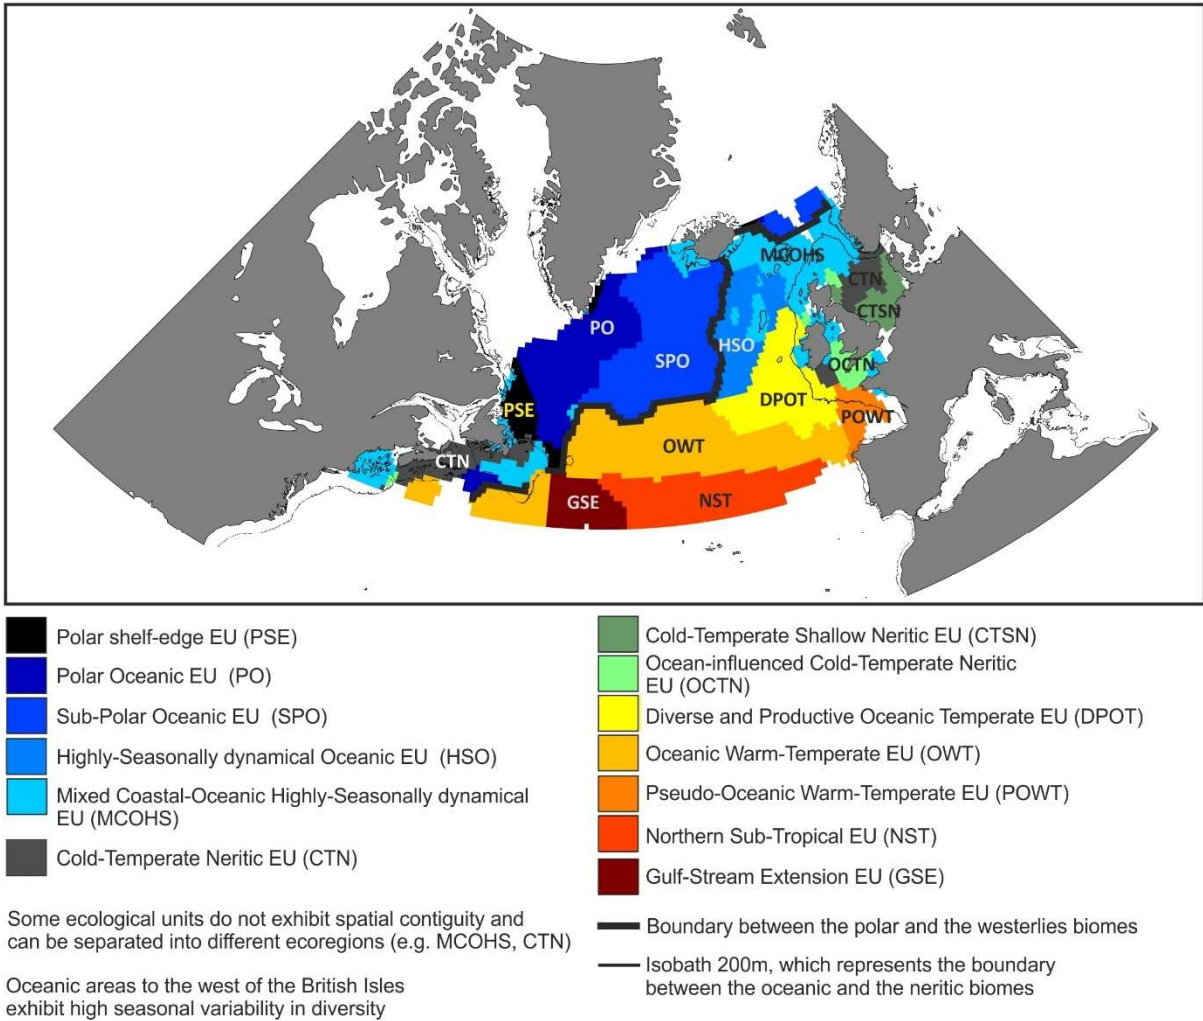 MCOHS
CTN
CTSN
PO
HSO
SPO
OCTN
PSE
DPOT
POWT
OWT
CTN
GSE
NST
Polar shelf-edge EU (PSE)
Polar Oceanic EU (PO)
Sub-Polar Oceanic EU (SPO)
Highly-Seasonally dynamical Oceanic EU (HSO)
Mixed Coastal-Oceanic Highly-Seasonally dynamical
EU (MCOHS)
Cold-Temperate Neritic EU (CTN)
Some ecological units do not exhibit spatial contiguity and
can be separated into different ecoregions (e.g. MCOHS, CTN)
Oceanic areas to the west of the British Isles
exhibit high seasonal variability in diversity
Cold-Temperate Shallow Neritic EU (CTSN)
Ocean-influenced Cold-Temperate Neritic
EU (OCTN)
Diverse and Productive Oceanic Temperate EU (DPOT)
Oceanic Warm-Temperate EU (OWT)
Pseudo-Oceanic Warm-Temperate EU (POWT)
Northern Sub-Tropical EU (NST)
Gulf-Stream Extension EU (GSE)
Boundary between the polar and the westerlies biomes
Isobath 200m, which represents the boundary
between the oceanic and the neritic biomes